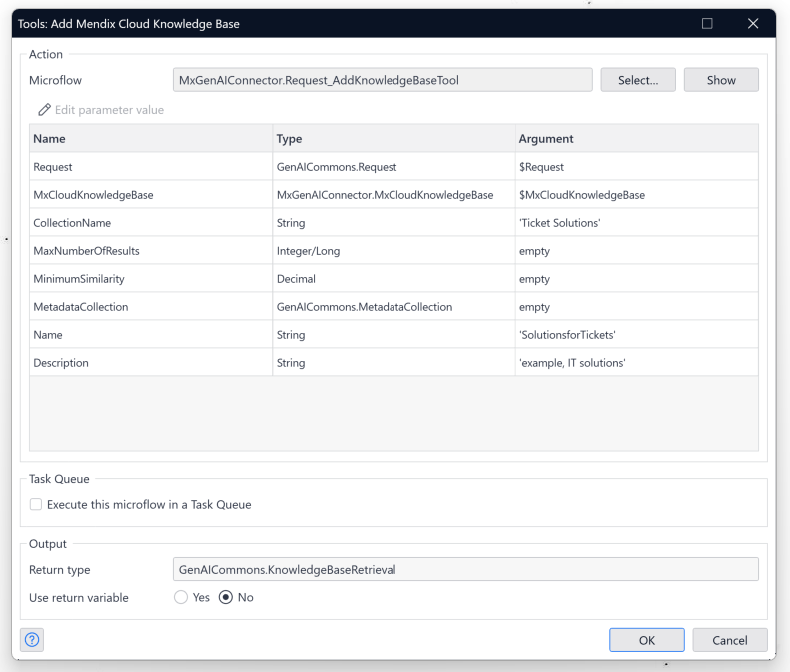 Tools: Add Mendix Cloud Knowledge Base
Action
Microflow MxGenAIConnector.Request_AddKnowledgeBaseTool Select... Show
Edit parameter value
Name Type Argument
Request GenAICommons.Request $Request
MxCloudKnowledgeBase MxGenAIConnector.MxCloudKnowledgeBase $MxCloudKnowledgeBase
CollectionName String 'Ticket Solutions'
MaxNumberOfResults Integer/Long empty
MinimumSimilarity Decimal empty
MetadataCollection GenAICommons.MetadataCollection empty
Name String 'SolutionsforTickets'
Description String 'example, IT solutions'
Task Queue
Execute this microflow in a Task Queue
Output
Return type GenAICommons.KnowledgeBaseRetrieval
Use return variable Yes No
? OK Cancel